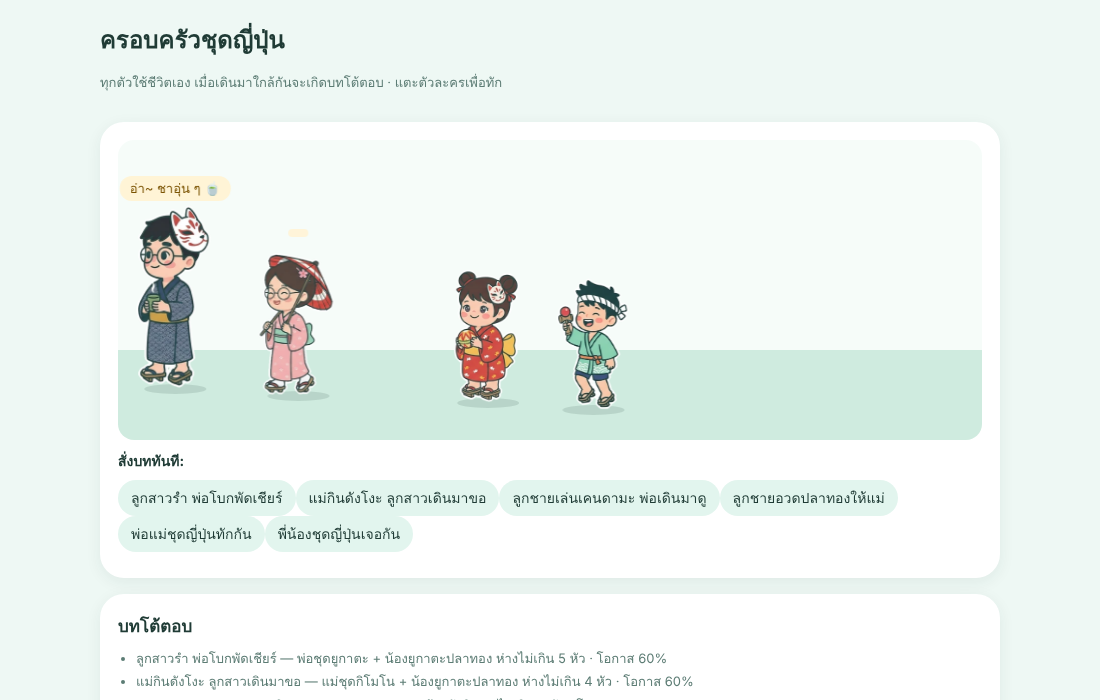 ครอบครัวชุดญี่ปุ่น
ทุกตัวใช้ชีวิตเอง เมื่อเดินมาใกล้กันจะเกิดบทโต้ตอบ · แตะตัวละครเพื่อทัก
อ่า~ ชาอุ่น ๆ 🍵
สั่งบททันที:
ลูกสาวรำ พ่อโบกพัดเชียร์ แม่กินดังโงะ ลูกสาวเดินมาขอ ลูกชายเล่นเคนดามะ พ่อเดินมาดู ลูกชายอวดปลาทองให้แม่
พ่อแม่ชุดญี่ปุ่นทักกัน พี่น้องชุดญี่ปุ่นเจอกัน
บทโต้ตอบ
• ลูกสาวรำ พ่อโบกพัดเชียร์ — พ่อชุดยูกาตะ + น้องยูกาตะปลาทอง ห่างไม่เกิน 5 หัว · โอกาส 60%
• แม่กินดังโงะ ลูกสาวเดินมาขอ — แม่ชุดกิโมโน + น้องยูกาตะปลาทอง ห่างไม่เกิน 4 หัว · โอกาส 60%